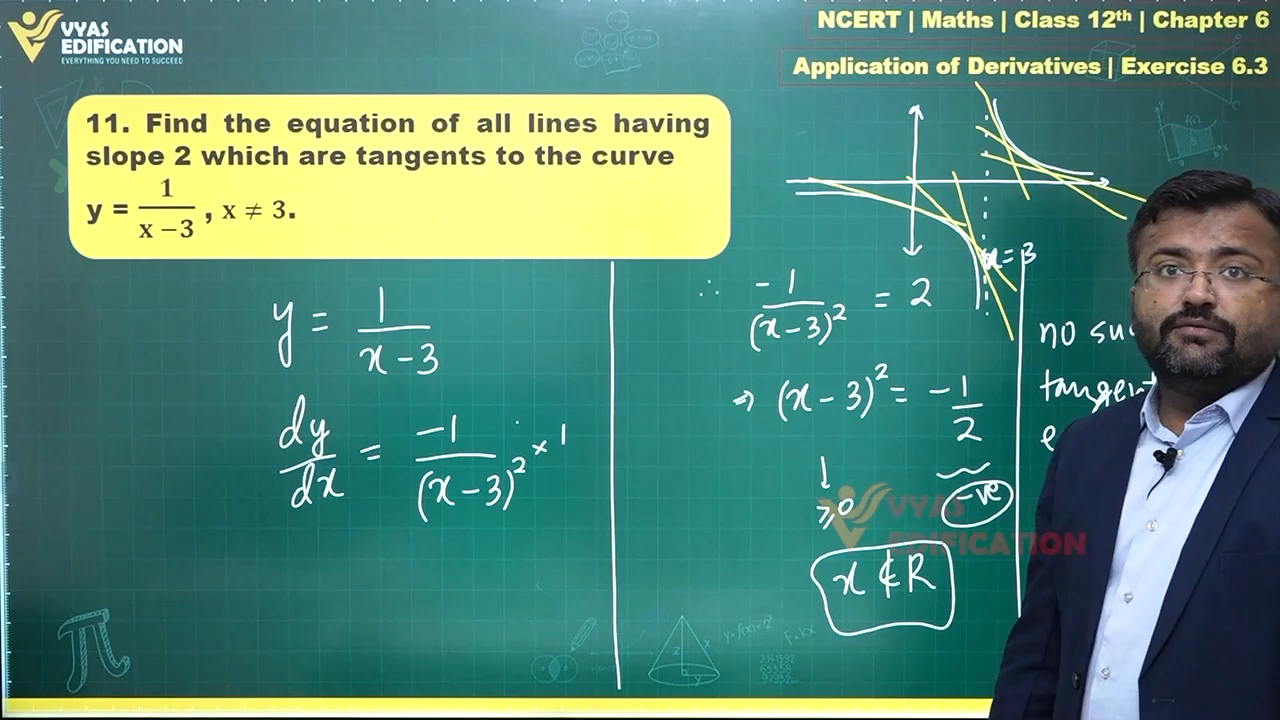 VYAS
EDIFICATION
EVERYTHING YOU NEED TO SUCCEED
NCERT | Maths | Class 12th | Chapter 6
Application of Derivatives | Exercise 6.3
11. Find the equation of all lines having
slope 2 which are tangents to the curve
y = 1/(x – 3) , x ≠ 3.
y = 1/(x – 3)
dy/dx = –1/(x – 3)² × 1
x = 3
∴ –1/(x – 3)² = 2
⇒ (x – 3)² = –1/2
↓
≥0
–ve
x ∉ R
no
tangent
VYAS
EDIFICATION